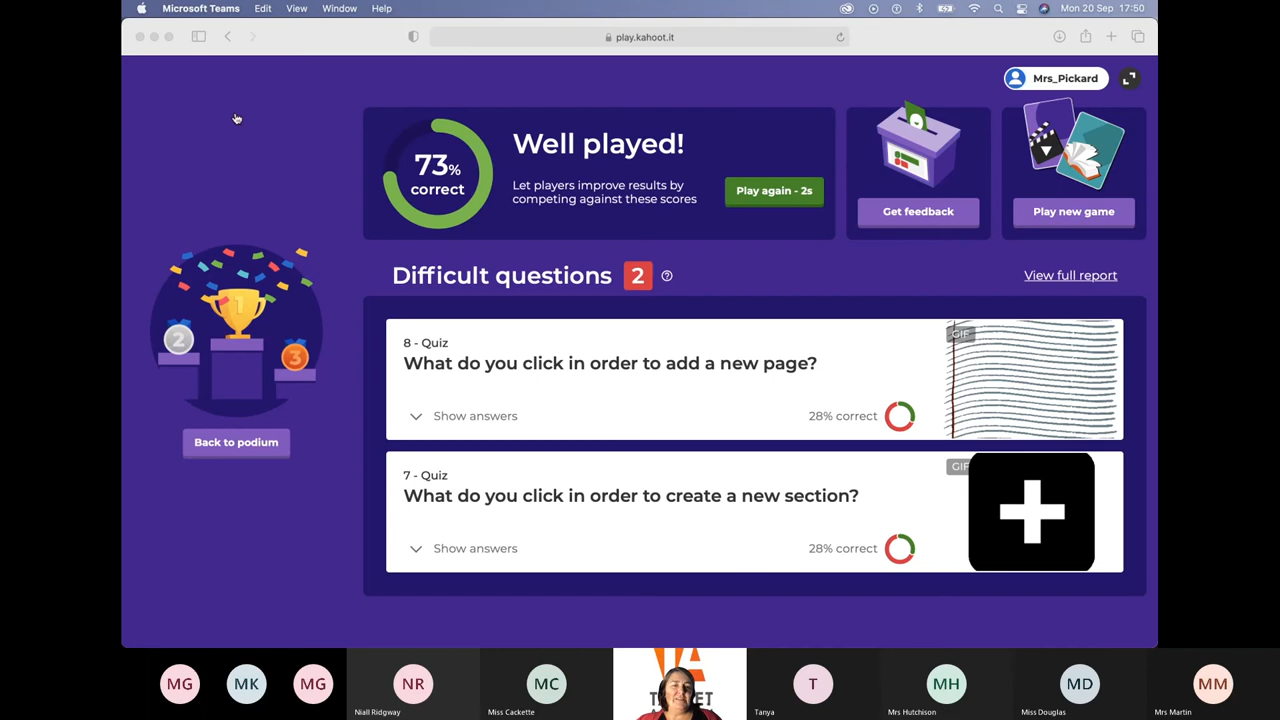 Microsoft Teams Edit View Window Help
Mon 20 Sep 17:50
play.kahoot.it
Mrs_Pickard
73%
correct
Well played!
Let players improve results by
competing against these scores
Play again - 2s
Get feedback
Play new game
1
2
3
Back to podium
Difficult questions 2
View full report
8 - Quiz
What do you click in order to add a new page?
Show answers
28% correct
GIF
7 - Quiz
What do you click in order to create a new section?
Show answers
28% correct
GIF
MG
MK
MG
NR
Niall Ridgway
MC
Miss Cackette
T
Tanya
MH
Mrs Hutchison
MD
Miss Douglas
MM
Mrs Martin